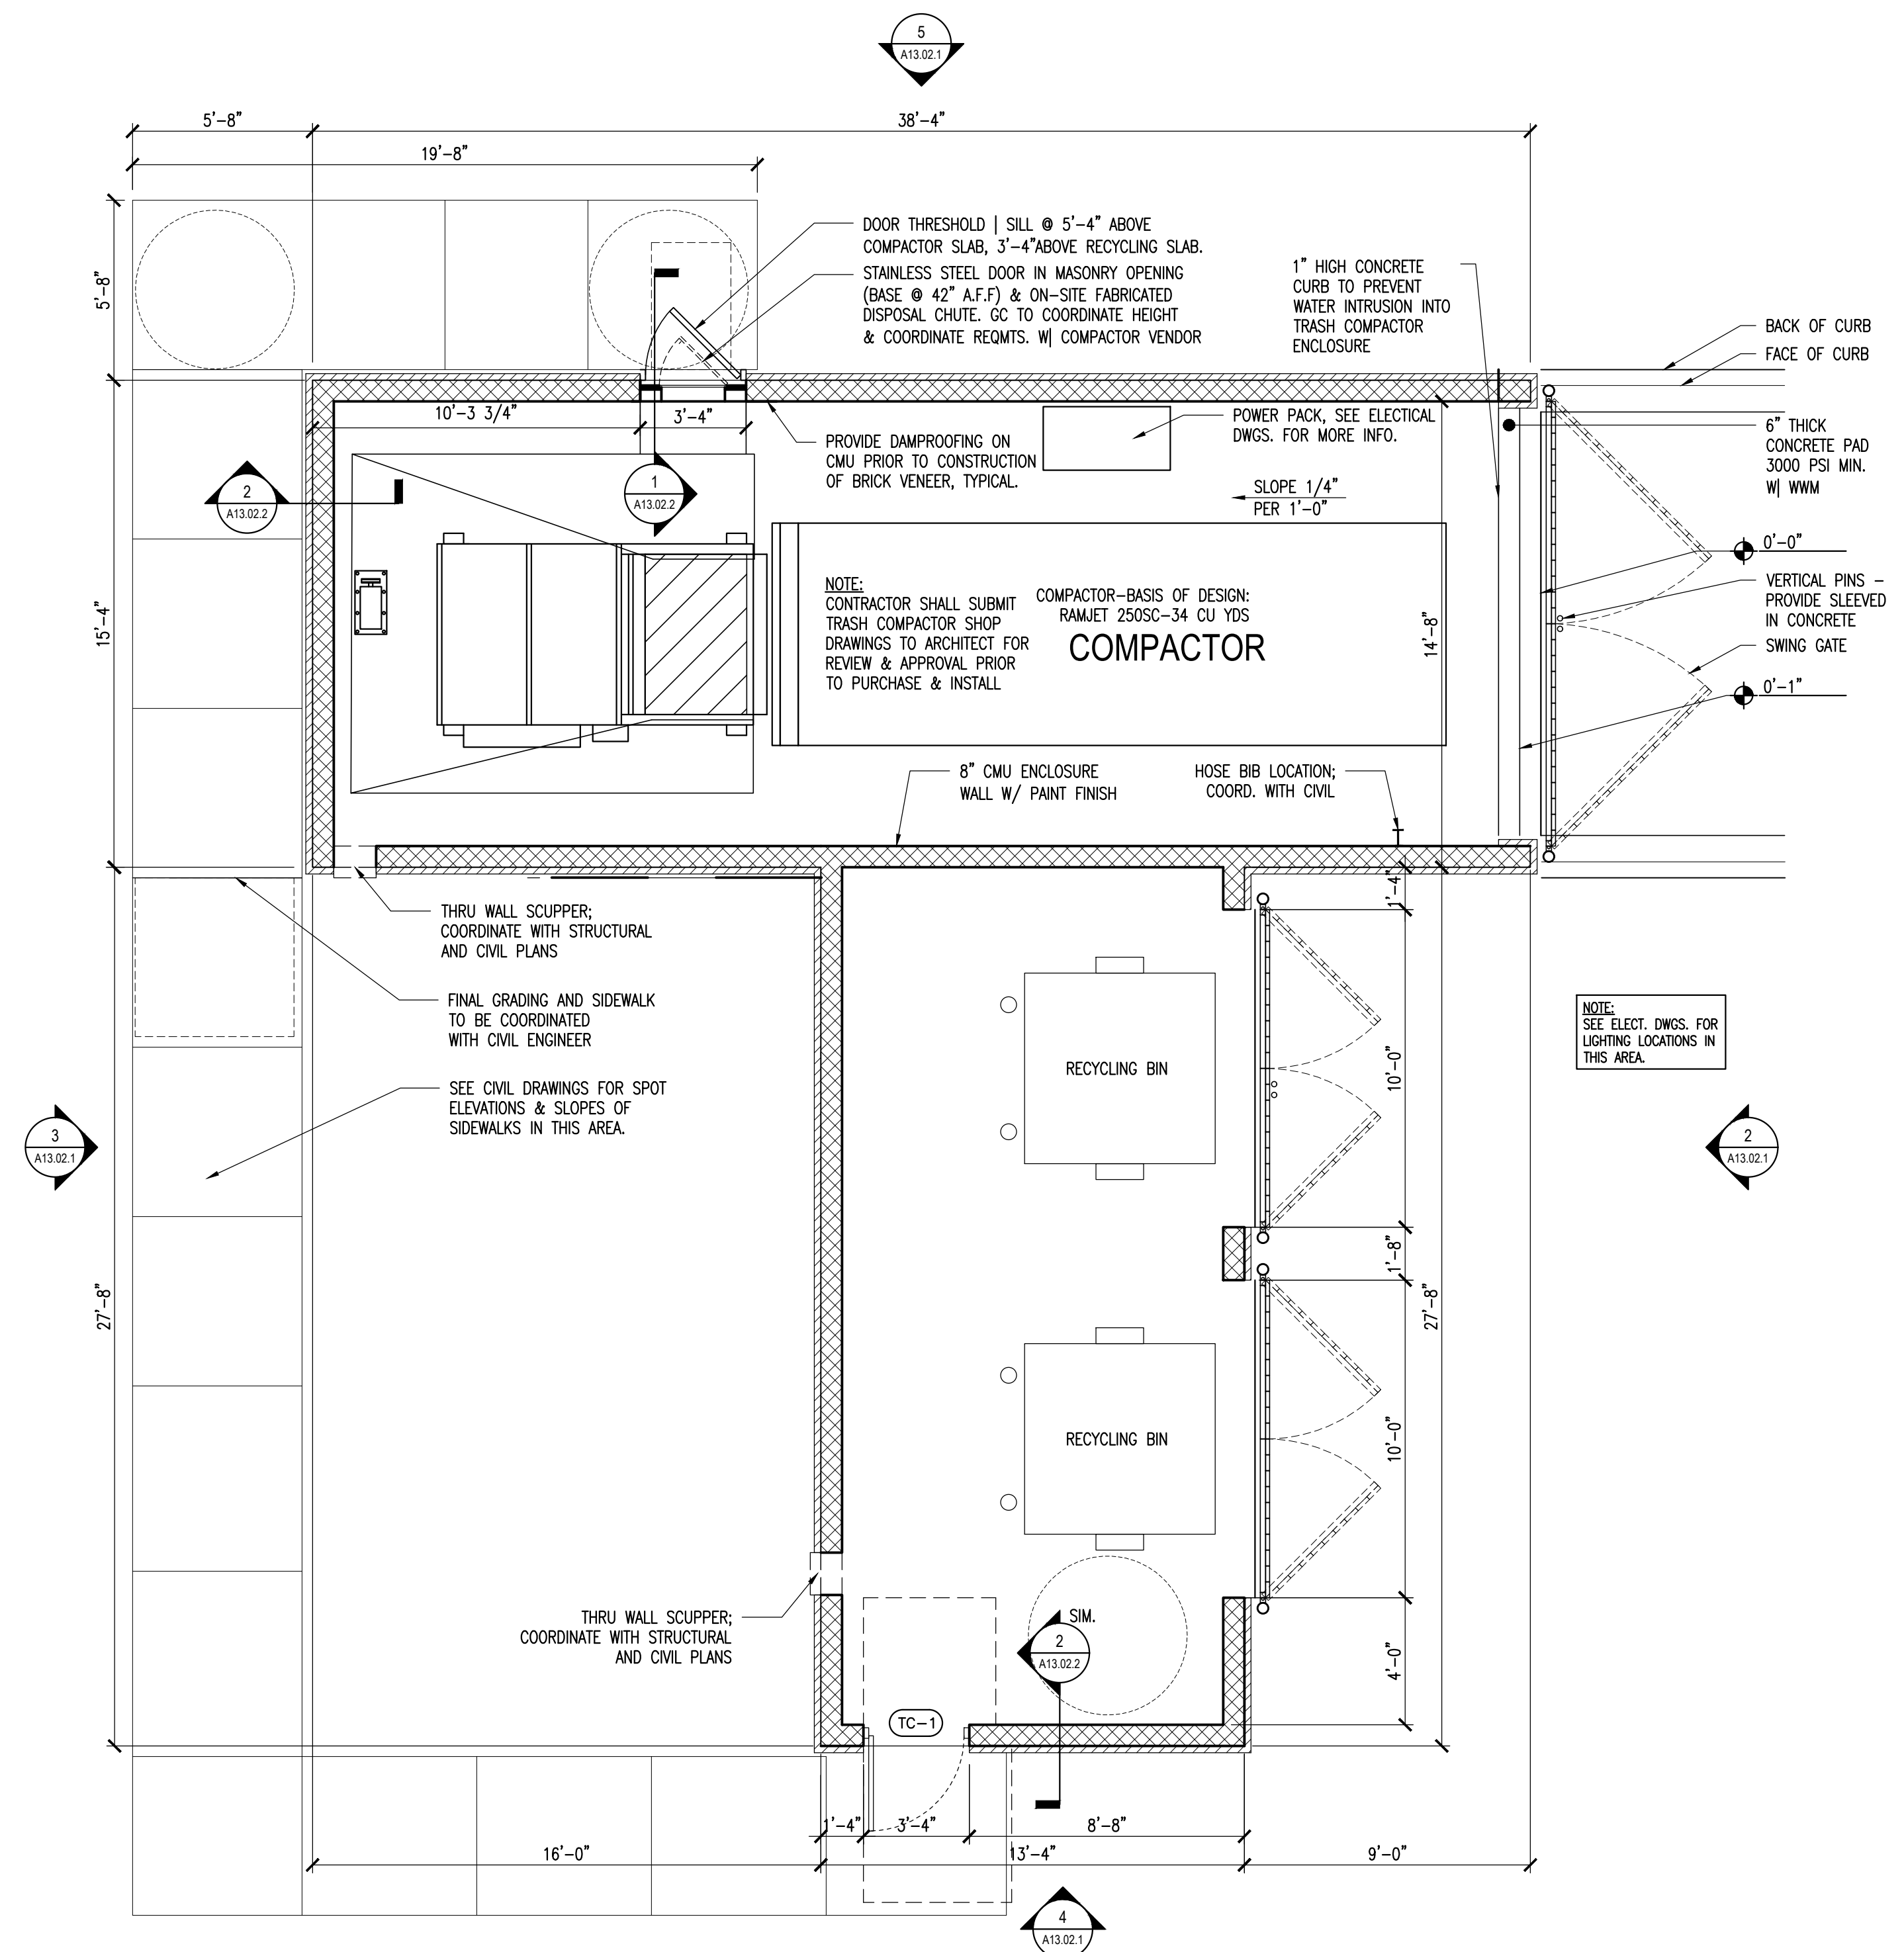 5
A13.02.1
5'-8"
38'-4"
19'-8"
5'-8"
DOOR THRESHOLD | SILL @ 5'-4" ABOVE
COMPACTOR SLAB, 3'-4"ABOVE RECYCLING SLAB.
STAINLESS STEEL DOOR IN MASONRY OPENING
(BASE @ 42" A.F.F) & ON-SITE FABRICATED
DISPOSAL CHUTE. GC TO COORDINATE HEIGHT
& COORDINATE REQMTS. W| COMPACTOR VENDOR
1" HIGH CONCRETE
CURB TO PREVENT
WATER INTRUSION INTO
TRASH COMPACTOR
ENCLOSURE
BACK OF CURB
FACE OF CURB
10'-3 3/4"
3'-4"
PROVIDE DAMPROOFING ON
CMU PRIOR TO CONSTRUCTION
OF BRICK VENEER, TYPICAL.
POWER PACK, SEE ELECTICAL
DWGS. FOR MORE INFO.
6" THICK
CONCRETE PAD
3000 PSI MIN.
W| WWM
2
A13.02.2
1
A13.02.2
SLOPE 1/4"
PER 1'-0"
0'-0"
15'-4"
NOTE:
CONTRACTOR SHALL SUBMIT
TRASH COMPACTOR SHOP
DRAWINGS TO ARCHITECT FOR
REVIEW & APPROVAL PRIOR
TO PURCHASE & INSTALL
COMPACTOR-BASIS OF DESIGN:
RAMJET 250SC-34 CU YDS
COMPACTOR
14'-8"
VERTICAL PINS -
PROVIDE SLEEVED
IN CONCRETE
SWING GATE
0'-1"
8" CMU ENCLOSURE
WALL W/ PAINT FINISH
HOSE BIB LOCATION;
COORD. WITH CIVIL
1'-4"
THRU WALL SCUPPER;
COORDINATE WITH STRUCTURAL
AND CIVIL PLANS
FINAL GRADING AND SIDEWALK
TO BE COORDINATED
WITH CIVIL ENGINEER
NOTE:
SEE ELECT. DWGS. FOR
LIGHTING LOCATIONS IN
THIS AREA.
RECYCLING BIN
10'-0"
SEE CIVIL DRAWINGS FOR SPOT
ELEVATIONS & SLOPES OF
SIDEWALKS IN THIS AREA.
3
A13.02.1
2
A13.02.1
1'-8"
27'-8"
27'-8"
RECYCLING BIN
10'-0"
THRU WALL SCUPPER;
COORDINATE WITH STRUCTURAL
AND CIVIL PLANS
SIM.
2
A13.02.2
4'-0"
TC-1
1'-4"
3'-4"
8'-8"
16'-0"
13'-4"
9'-0"
4
A13.02.1